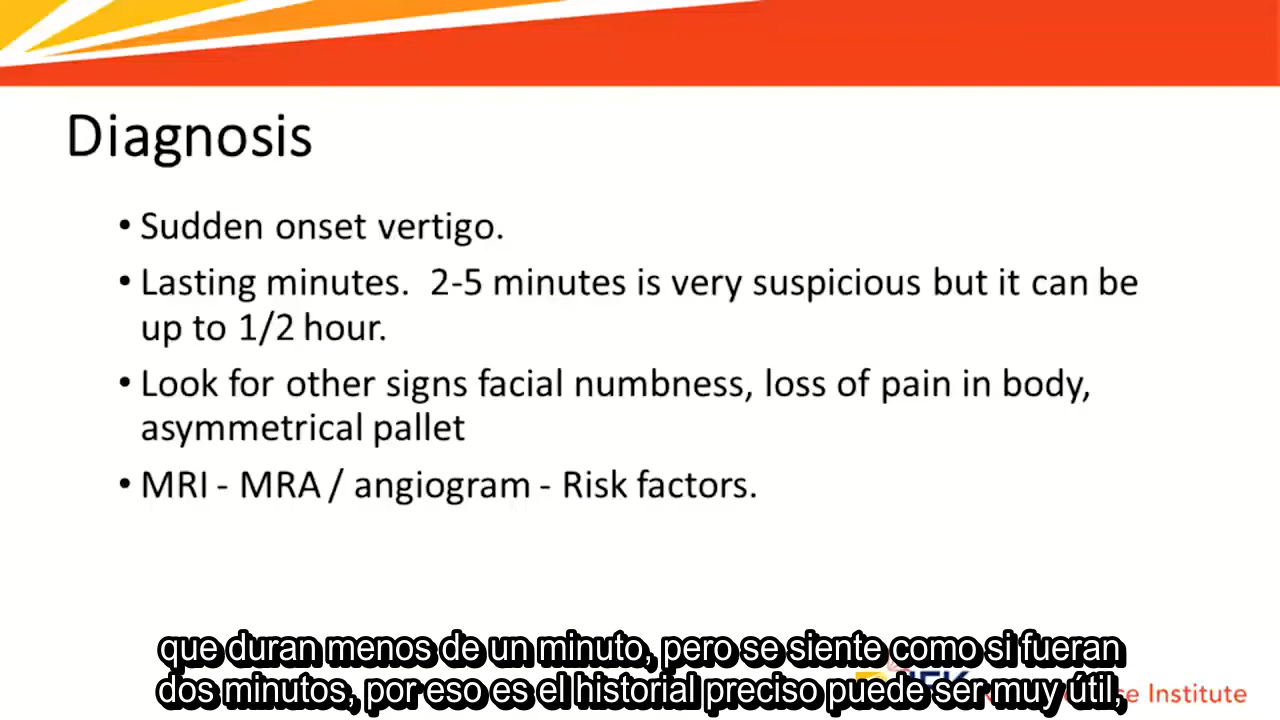 Diagnosis
• Sudden onset vertigo.
• Lasting minutes.  2-5 minutes is very suspicious but it can be
up to 1/2 hour.
• Look for other signs facial numbness, loss of pain in body,
asymmetrical pallet
• MRI - MRA / angiogram - Risk factors.
que duran menos de un minuto, pero se siente como si fueran
dos minutos, por eso es el historial preciso puede ser muy útil,
Institute